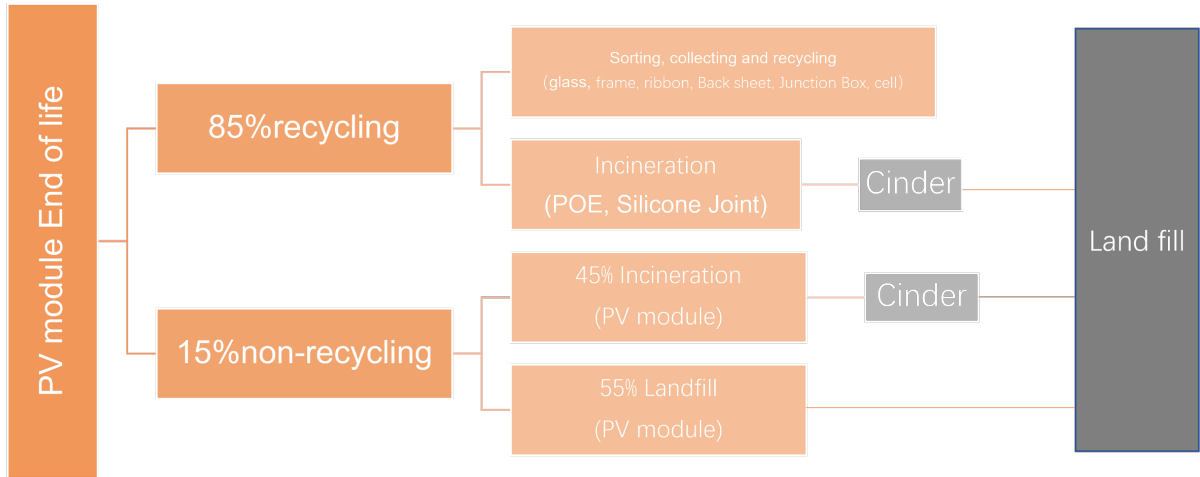 PV module End of life
85%recycling
15%non-recycling
Sorting, collecting and recycling
(glass, frame, ribbon, Back sheet, Junction Box, cell)
Incineration
(POE, Silicone Joint)
Cinder
45% Incineration
(PV module)
Cinder
55% Landfill
(PV module)
Land fill